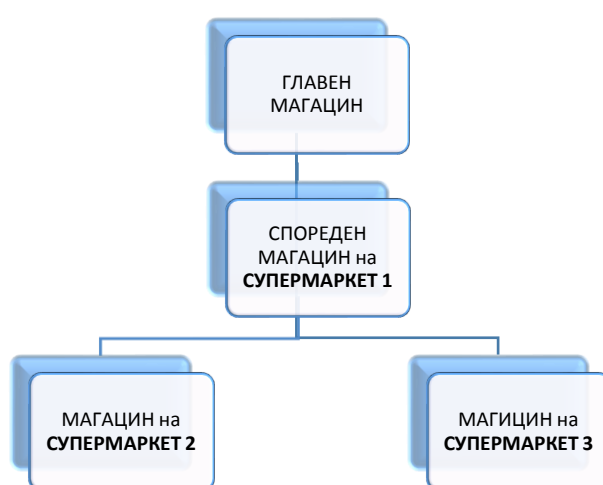 ГЛАВЕН
МАГАЦИН
СПОРЕДЕН
МАГАЦИН на
СУПЕРМАРКЕТ 1
МАГАЦИН на
СУПЕРМАРКЕТ 2
МАГИЦИН на
СУПЕРМАРКЕТ 3